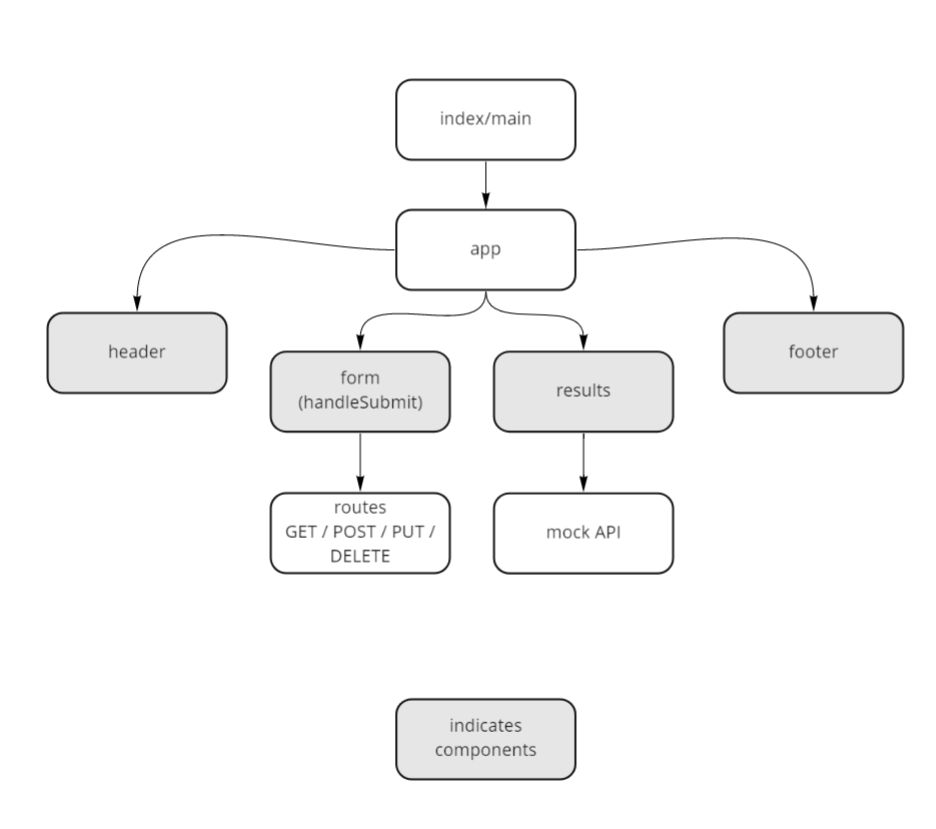 index/main
app
header
form
(handleSubmit)
results
footer
routes
GET / POST / PUT /
DELETE
mock API
indicates
components